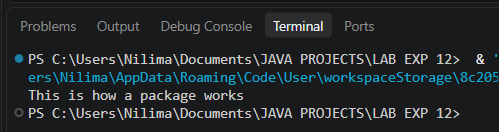 Problems Output Debug Console Terminal Ports
PS C:\Users\Nilima\Documents\JAVA PROJECTS\LAB EXP 12> & '
ers\Nilima\AppData\Roaming\Code\User\workspaceStorage\8c205
This is how a package works
PS C:\Users\Nilima\Documents\JAVA PROJECTS\LAB EXP 12>